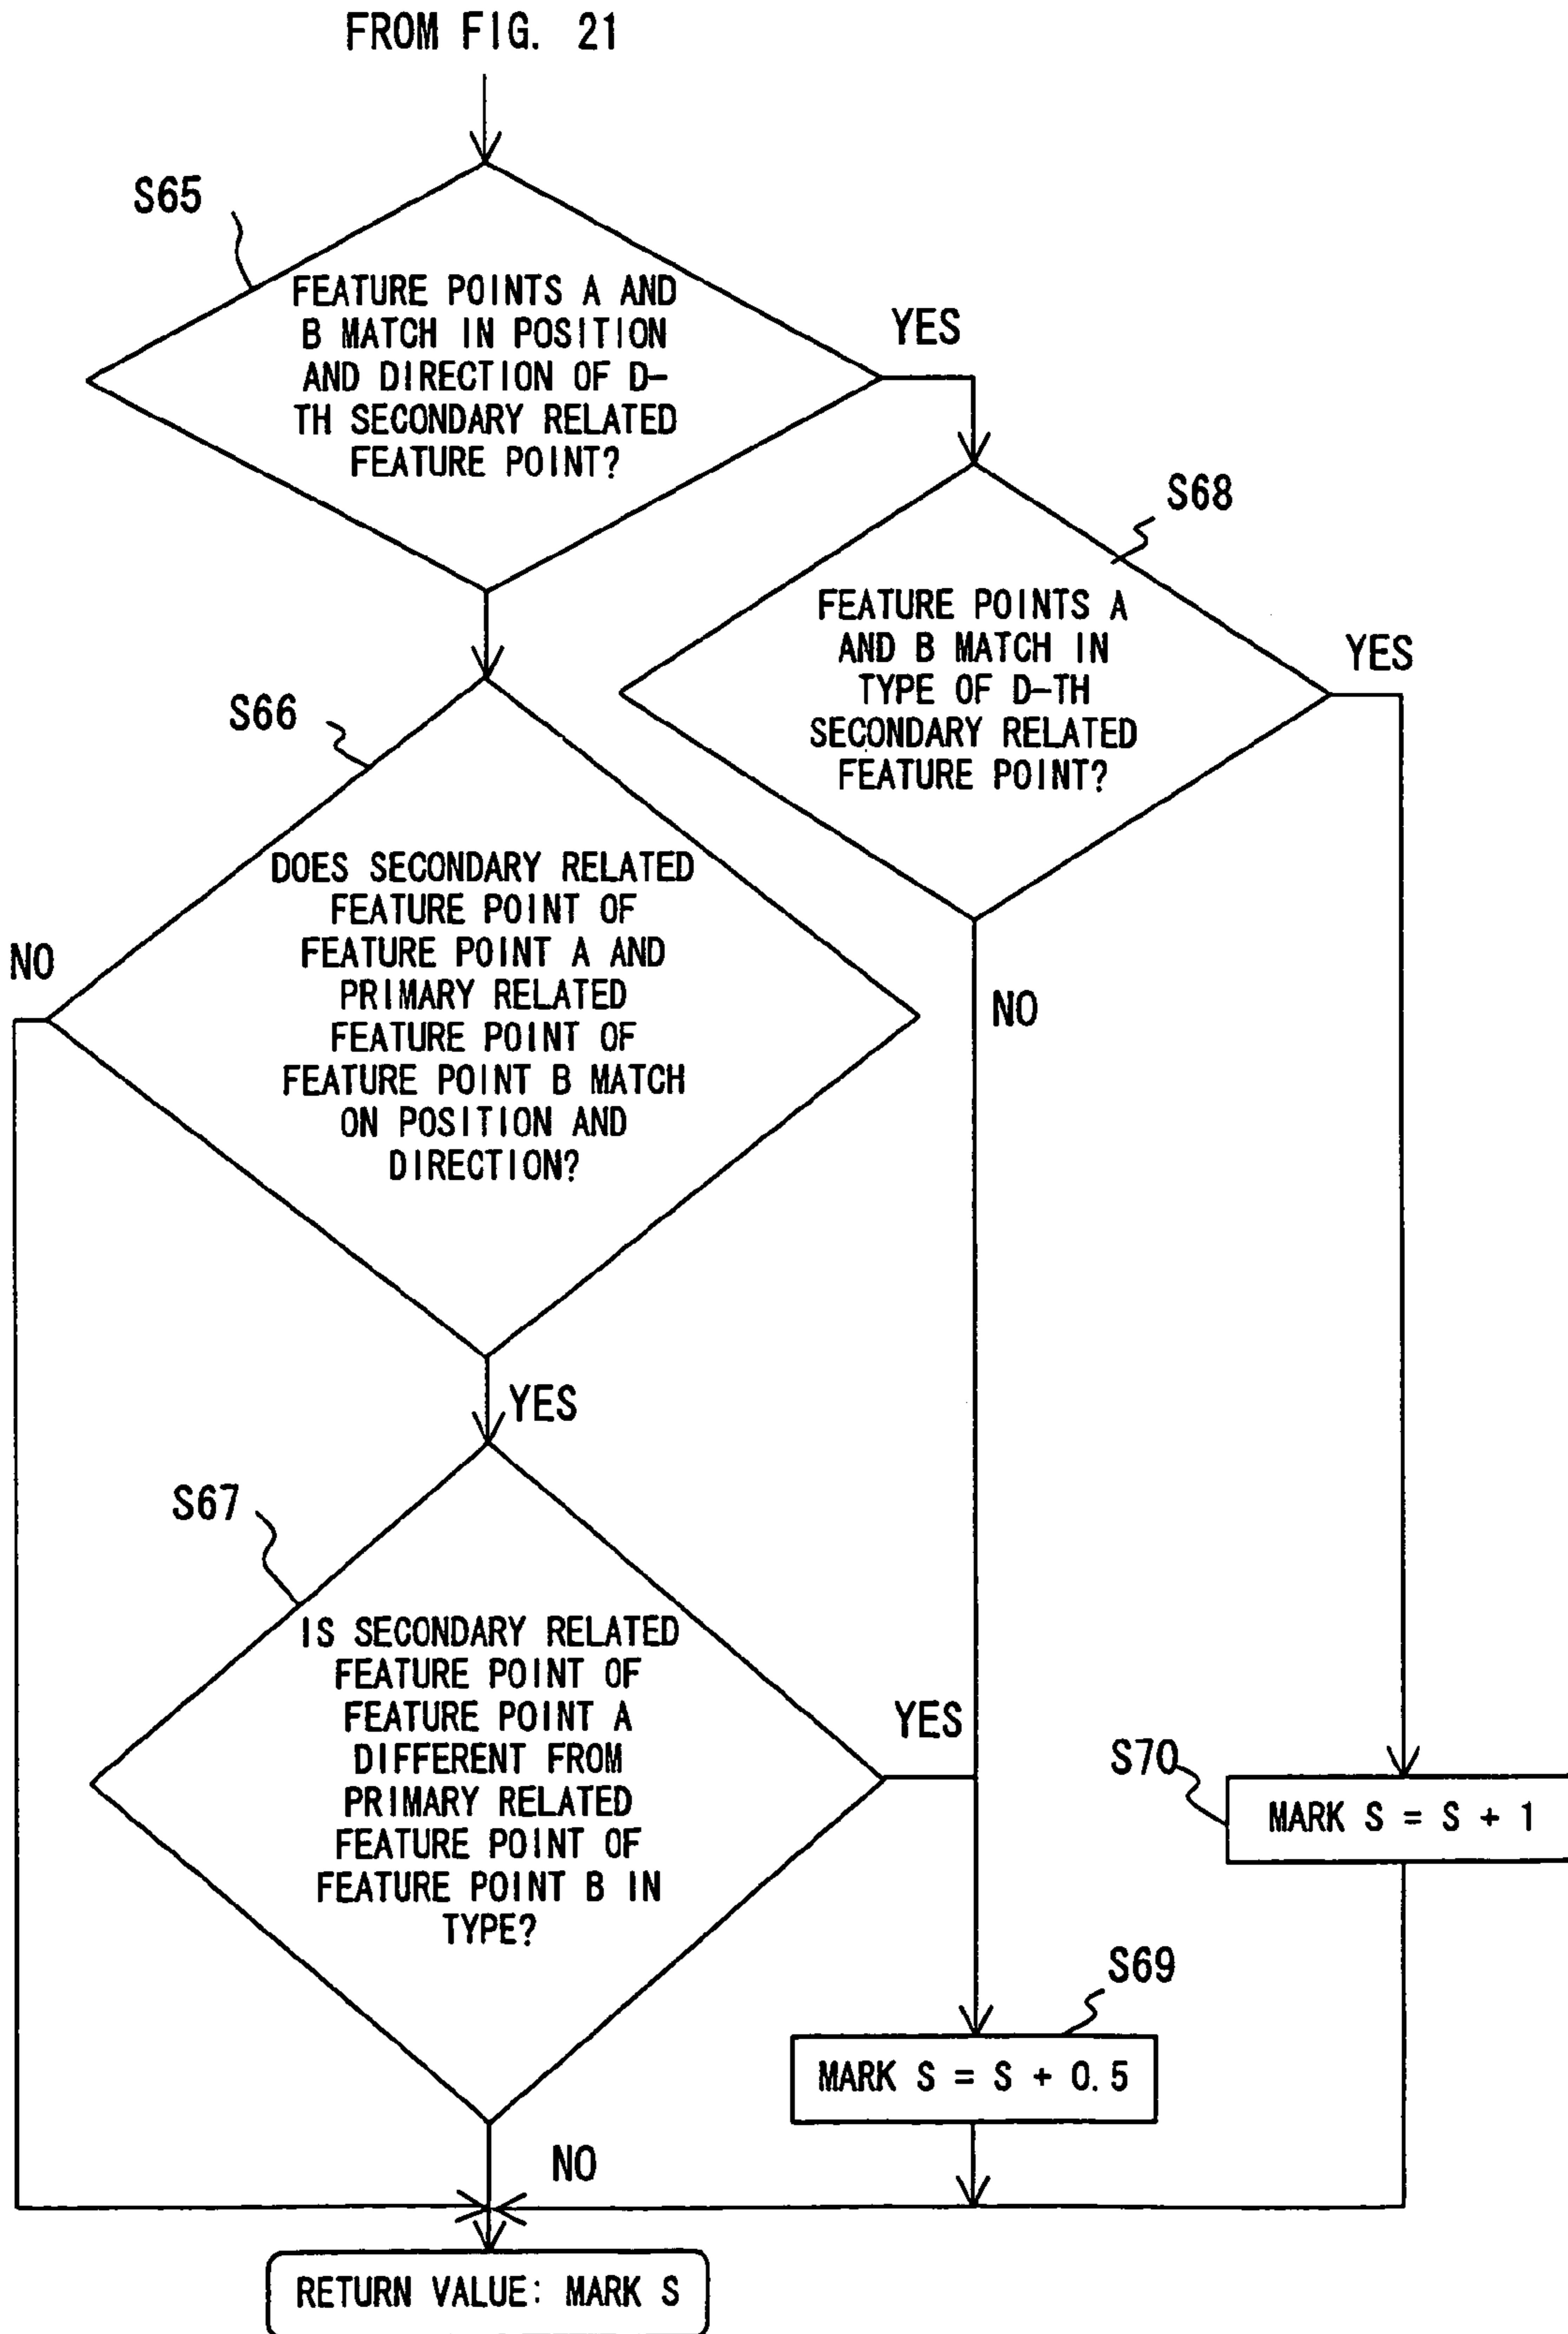 FROM FIG. 21
S65
FEATURE POINTS A AND
B MATCH IN POSITION
AND DIRECTION OF D-
TH SECONDARY RELATED
FEATURE POINT?
YES
S68
FEATURE POINTS A
AND B MATCH IN
TYPE OF D-TH
SECONDARY RELATED
FEATURE POINT?
YES
NO
S66
DOES SECONDARY RELATED
FEATURE POINT OF
FEATURE POINT A AND
PRIMARY RELATED
FEATURE POINT OF
FEATURE POINT B MATCH
ON POSITION AND
DIRECTION?
NO
YES
S67
IS SECONDARY RELATED
FEATURE POINT OF
FEATURE POINT A
DIFFERENT FROM
PRIMARY RELATED
FEATURE POINT OF
FEATURE POINT B IN
TYPE?
YES
NO
S70
MARK S = S + 1
S69
MARK S = S + 0.5
RETURN VALUE: MARK S